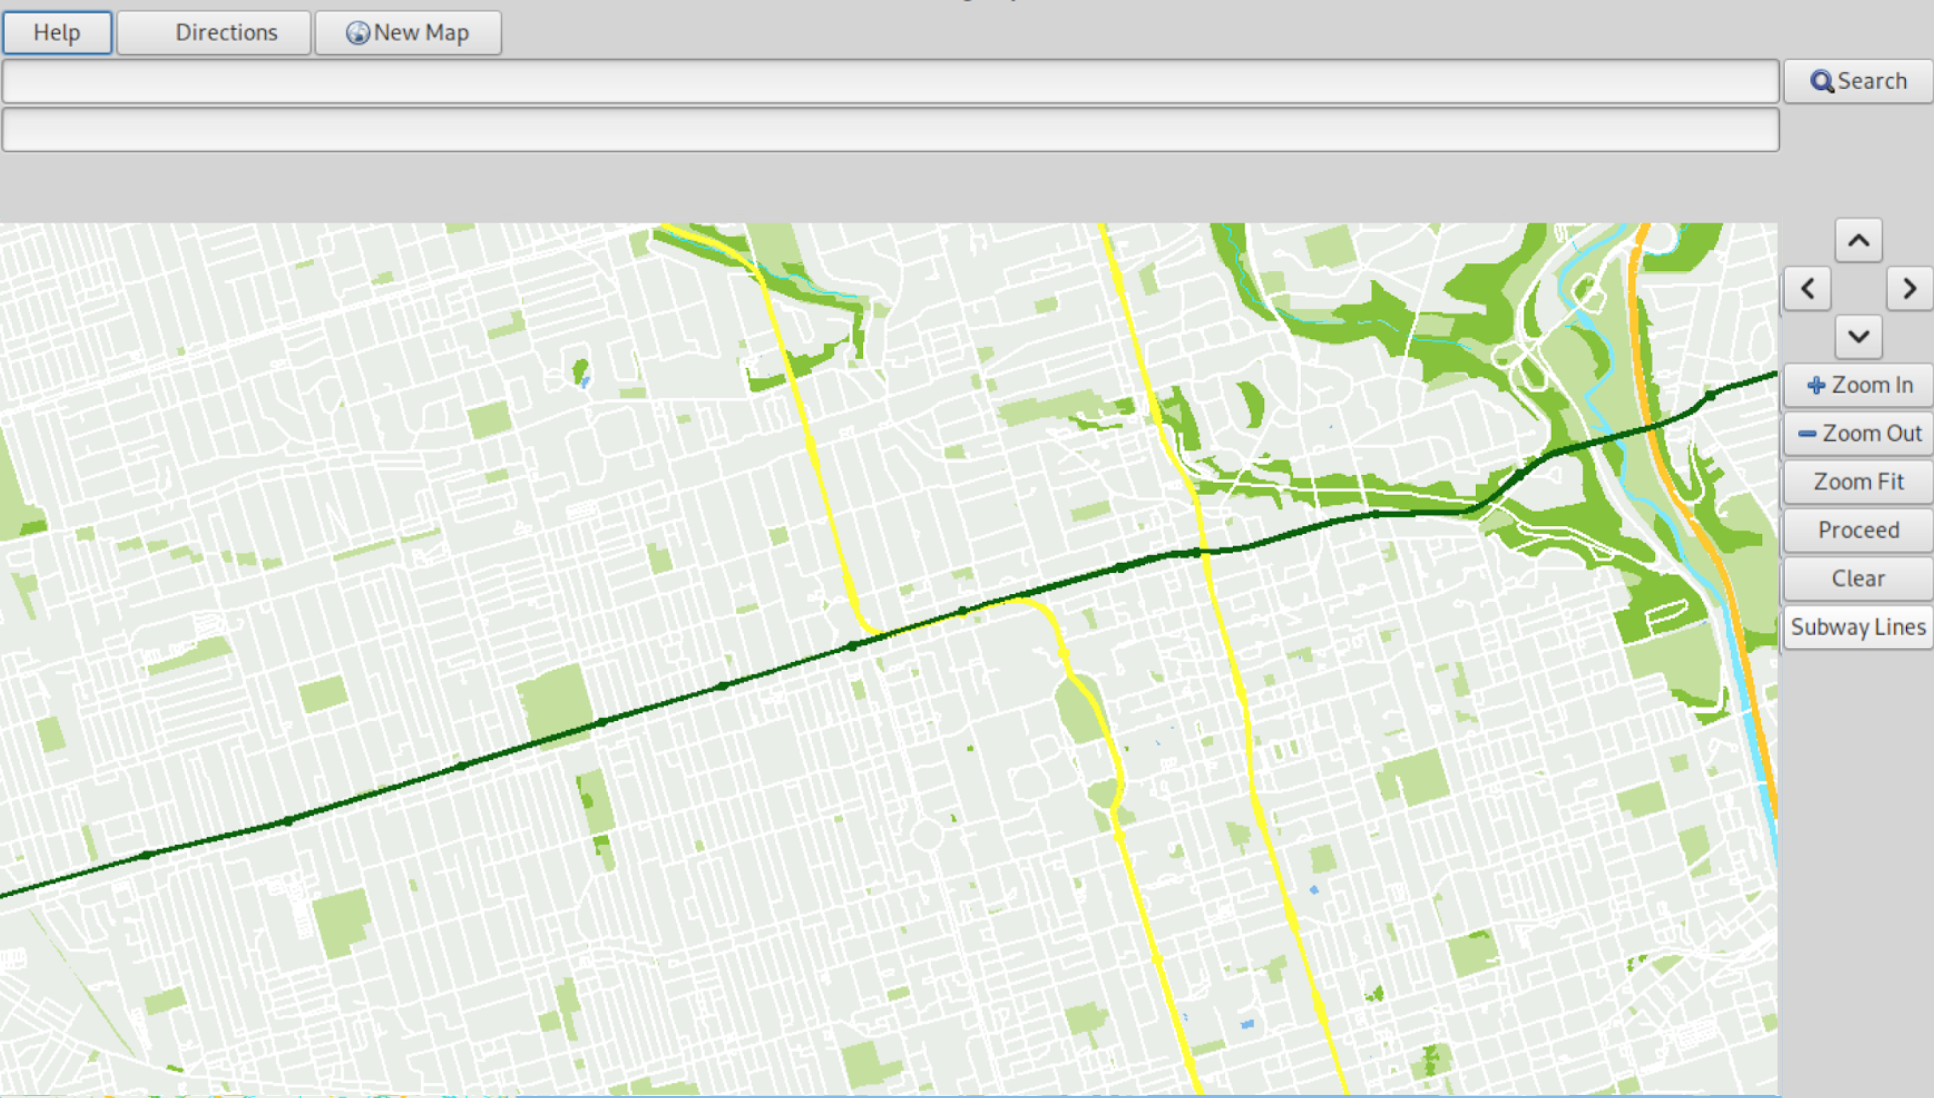 Help
Directions
New Map
Search
Zoom In
Zoom Out
Zoom Fit
Proceed
Clear
Subway Lines